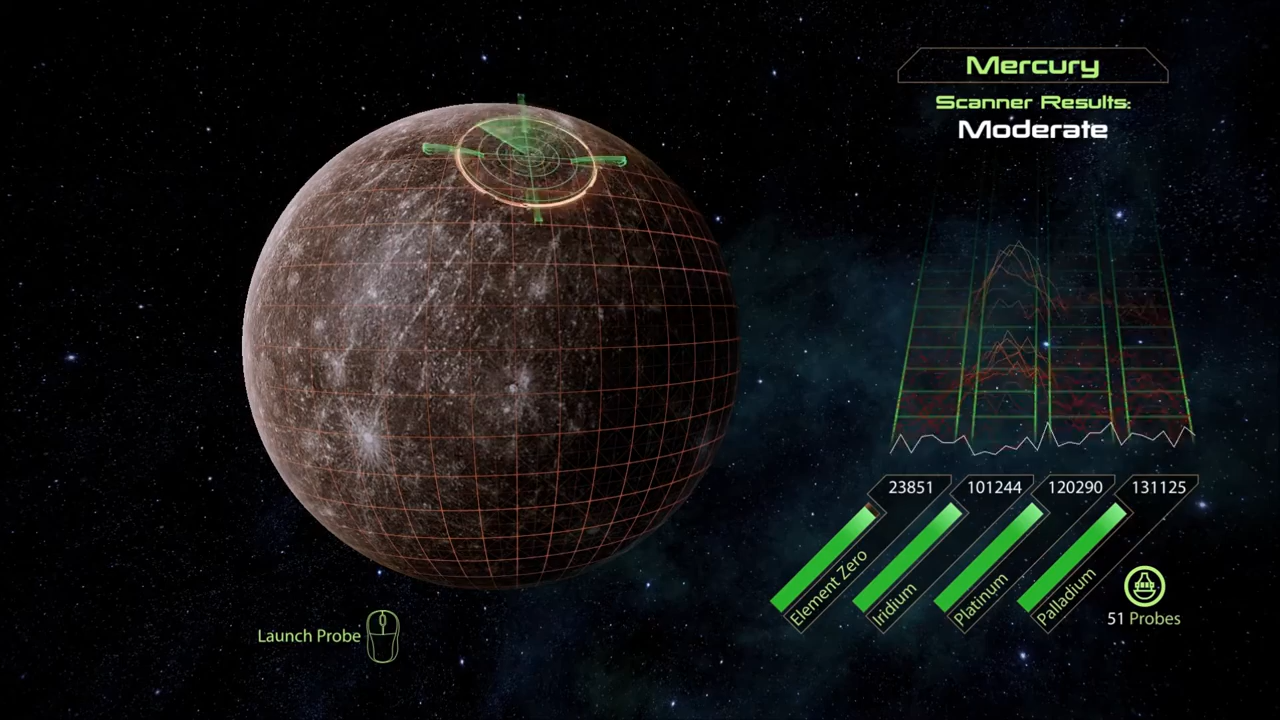 Mercury
Scanner Results:
Moderate
23851 101244 120290 131125
Element Zero
Iridium
Platinum
Palladium
51 Probes
Launch Probe